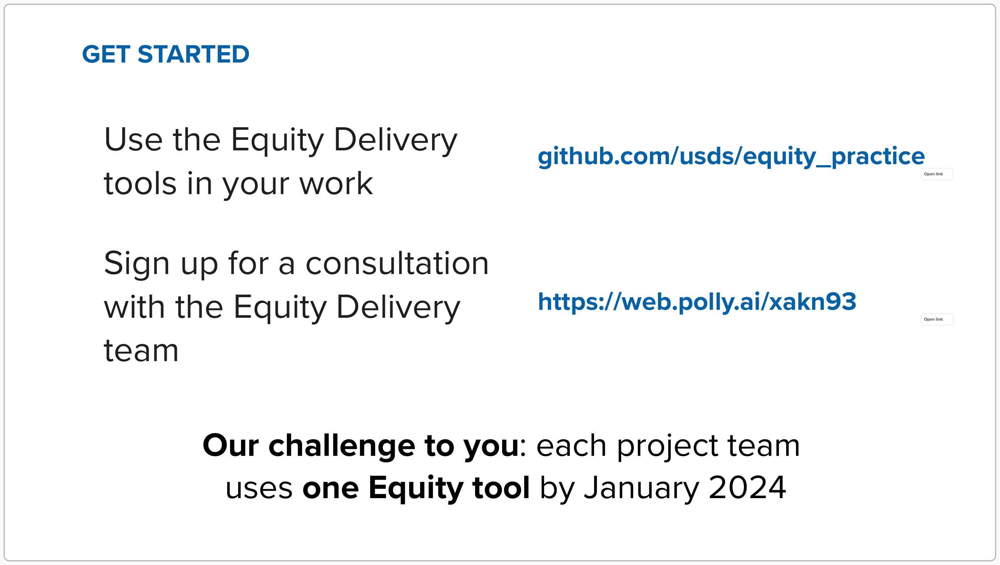 GET STARTED
Use the Equity Delivery
tools in your work
github.com/usds/equity_practice
Open link
Sign up for a consultation
with the Equity Delivery
team
https://web.polly.ai/xakn93
Open link
Our challenge to you: each project team
uses one Equity tool by January 2024